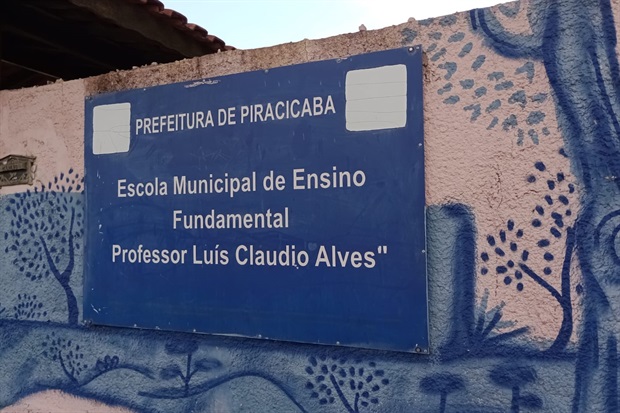 PREFEITURA DE PIRACICABA
Escola Municipal de Ensino
Fundamental
Professor Luís Claudio Alves"